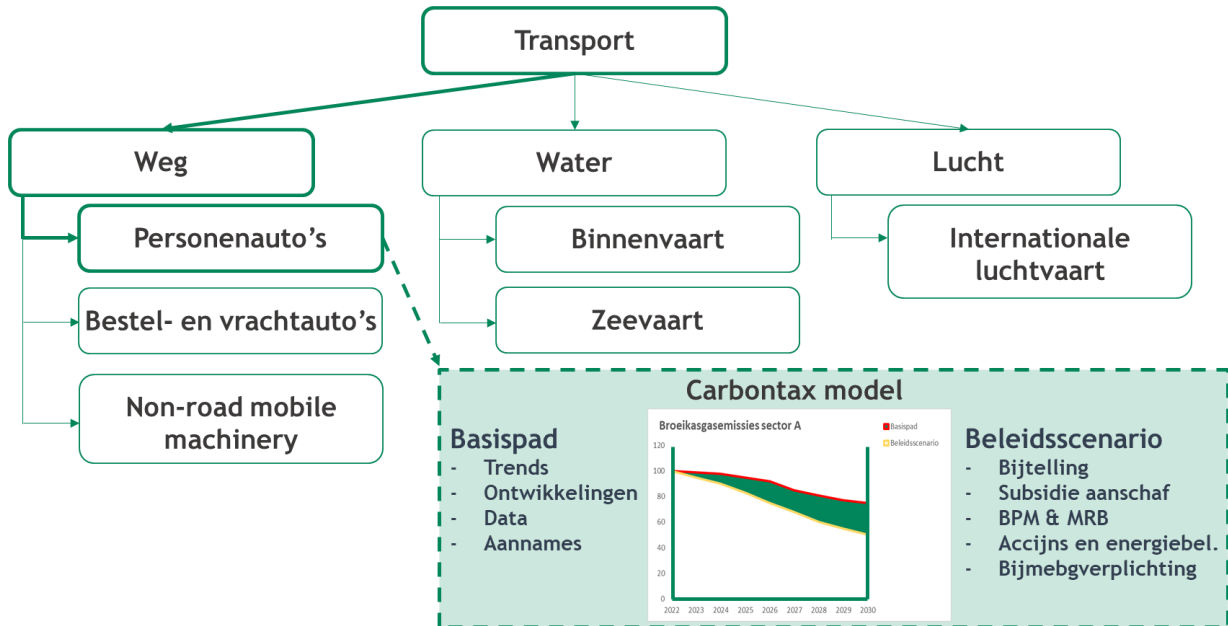 Transport
Weg
Water
Lucht
Personenauto's
Binnenvaart
Internationale
luchtvaart
Bestel- en vrachtauto's
Zeevaart
Non-road mobile
machinery
Carbontax model
Basispad
- Trends
- Ontwikkelingen
- Data
- Aannames
Broeikasgasemissies sector A
Basispad
Beleidsscenario
120
100
80
60
40
20
0
2022 2023 2024 2025 2026 2027 2028 2029 2030
Beleidsscenario
- Bijtelling
- Subsidie aanschaf
- BPM & MRB
- Accijns en energiebel.
- Bijmebgverplichting